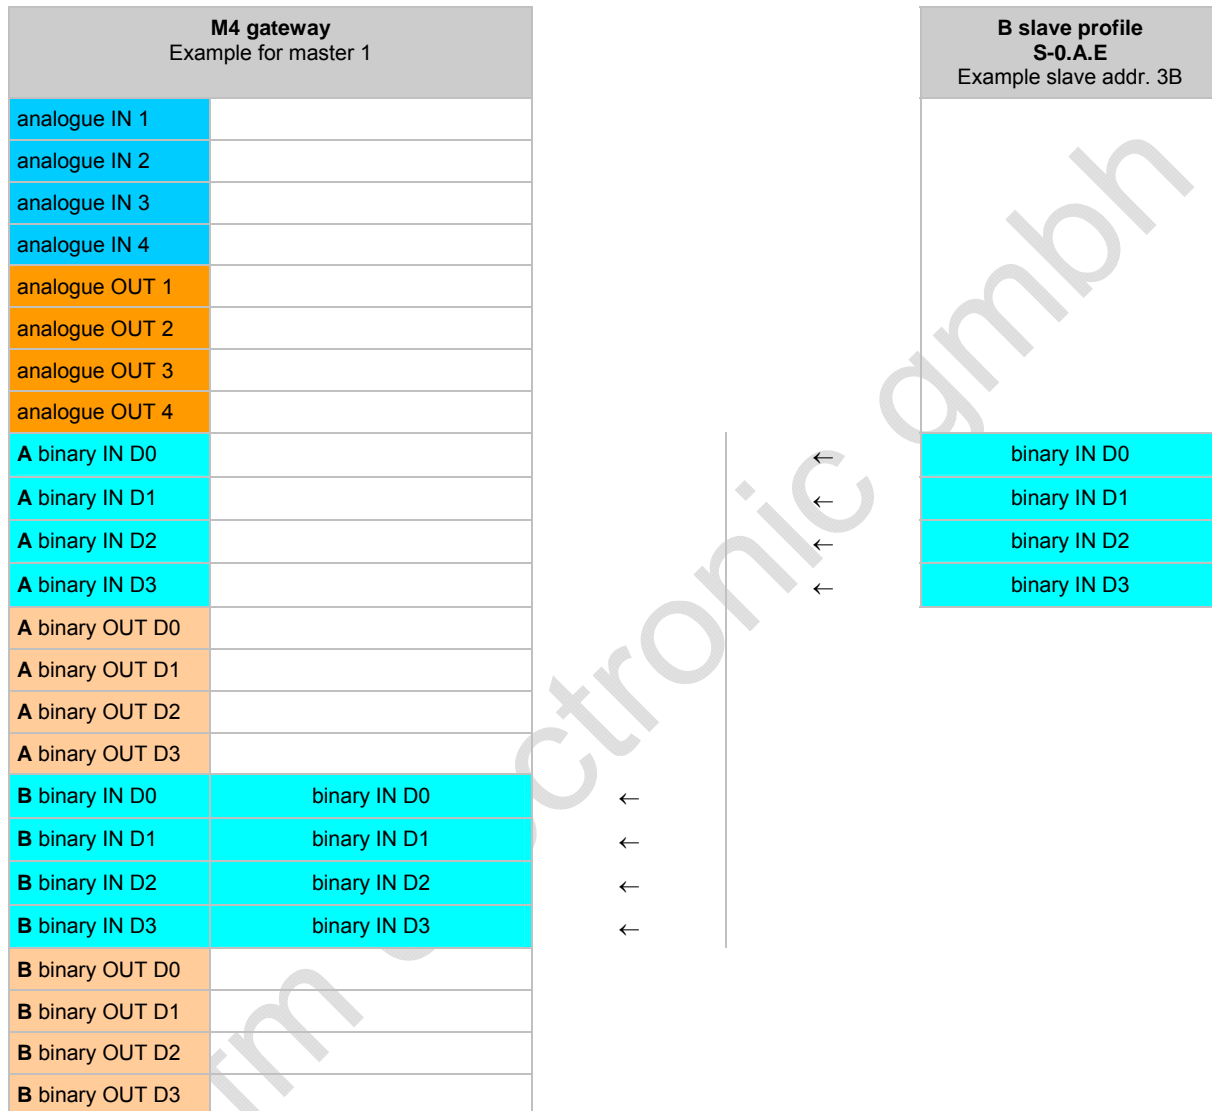 M4 gateway
Example for master 1
B slave profile
S-0.A.E
Example slave addr. 3B
analogue IN 1
analogue IN 2
analogue IN 3
analogue IN 4
analogue OUT 1
analogue OUT 2
analogue OUT 3
analogue OUT 4
A binary IN D0 ← binary IN D0
A binary IN D1 ← binary IN D1
A binary IN D2 ← binary IN D2
A binary IN D3 ← binary IN D3
A binary OUT D0
A binary OUT D1
A binary OUT D2
A binary OUT D3
B binary IN D0 binary IN D0 ←
B binary IN D1 binary IN D1 ←
B binary IN D2 binary IN D2 ←
B binary IN D3 binary IN D3 ←
B binary OUT D0
B binary OUT D1
B binary OUT D2
B binary OUT D3
gmbh